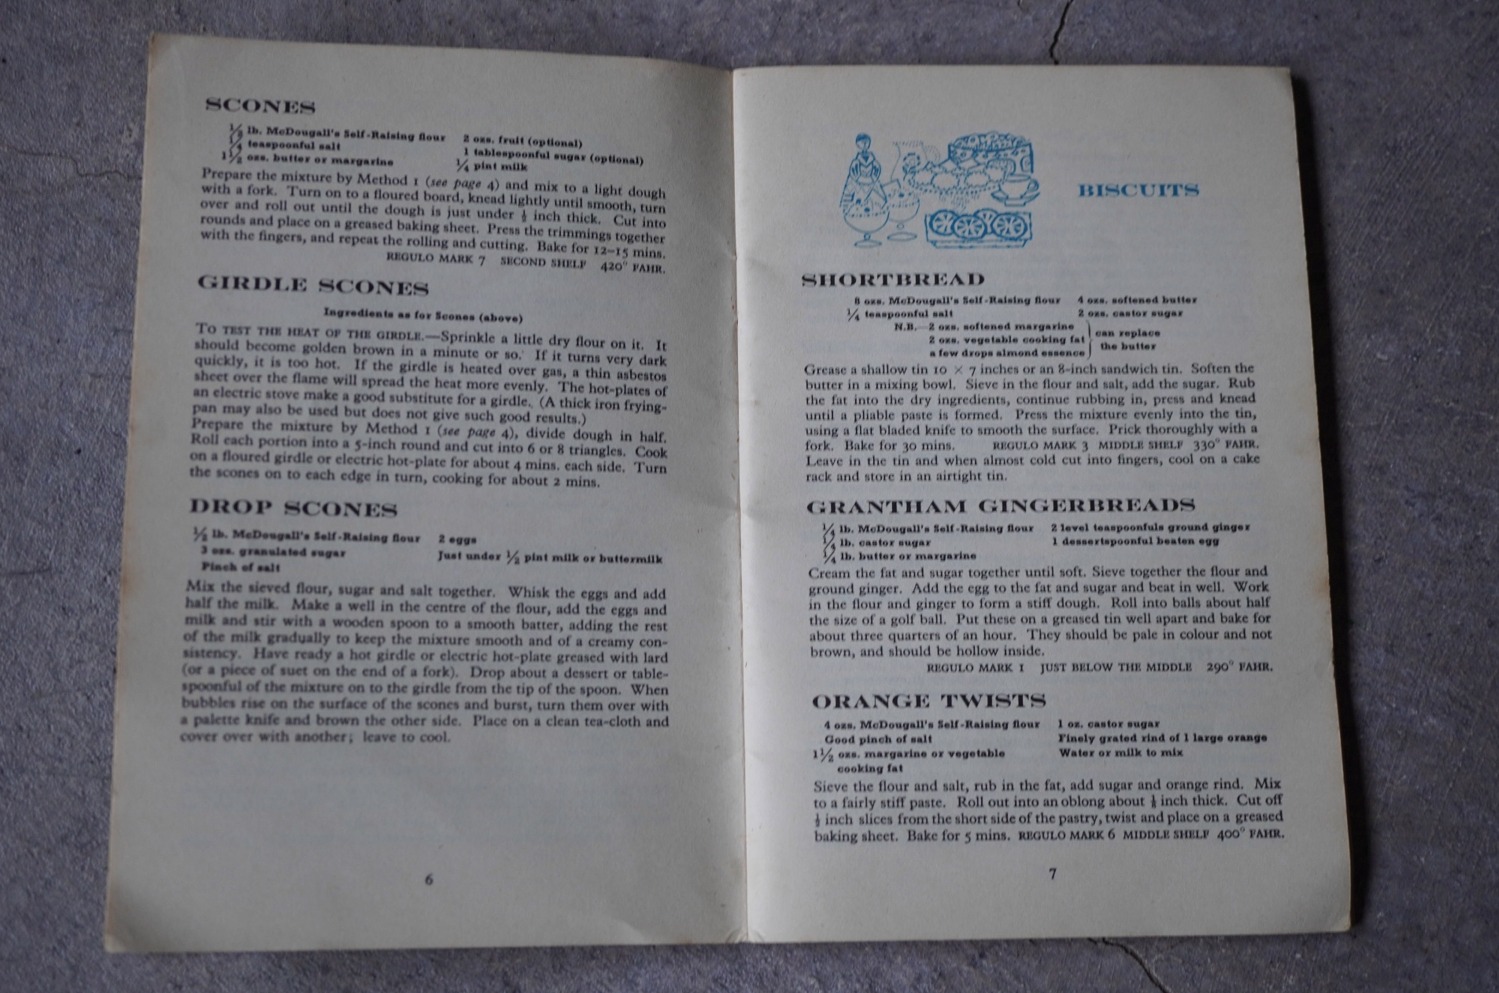 SCONES
½ lb. McDougall's Self-Raising flour 2 ozs. fruit (optional)
¼ teaspoonful salt 1 tablespoonful sugar (optional)
1½ ozs. butter or margarine ¼ pint milk
Prepare the mixture by Method 1 (see page 4) and mix to a light dough
with a fork. Turn on to a floured board, knead lightly until smooth, turn
over and roll out until the dough is just under ½ inch thick. Cut into
rounds and place on a greased baking sheet. Press the trimmings together
with the fingers, and repeat the rolling and cutting. Bake for 12–15 mins.
REGULO MARK 7 SECOND SHELF 420° FAHR.
GIRDLE SCONES
Ingredients as for Scones (above)
TO TEST THE HEAT OF THE GIRDLE.—Sprinkle a little dry flour on it. It
should become golden brown in a minute or so. If it turns very dark
quickly, it is too hot. If the girdle is heated over gas, a thin asbestos
sheet over the flame will spread the heat more evenly. The hot-plates of
an electric stove make a good substitute for a girdle. (A thick iron frying-
pan may also be used but does not give such good results.)
Prepare the mixture by Method 1 (see page 4), divide dough in half.
Roll each portion into a 5-inch round and cut into 6 or 8 triangles. Cook
on a floured girdle or electric hot-plate for about 4 mins. each side. Turn
the scones on to each edge in turn, cooking for about 2 mins.
DROP SCONES
½ lb. McDougall's Self-Raising flour 2 eggs
3 ozs. granulated sugar Just under ½ pint milk or buttermilk
Pinch of salt
Mix the sieved flour, sugar and salt together. Whisk the eggs and add
half the milk. Make a well in the centre of the flour, add the eggs and
milk and stir with a wooden spoon to a smooth batter, adding the rest
of the milk gradually to keep the mixture smooth and of a creamy con-
sistency. Have ready a hot girdle or electric hot-plate greased with lard
(or a piece of suet on the end of a fork). Drop about a dessert or table-
spoonful of the mixture on to the girdle from the tip of the spoon. When
bubbles rise on the surface of the scones and burst, turn them over with
a palette knife and brown the other side. Place on a clean tea-cloth and
cover over with another; leave to cool.
6
BISCUITS
SHORTBREAD
8 ozs. McDougall's Self-Raising flour 4 ozs. softened butter
¼ teaspoonful salt 2 ozs. castor sugar
N.B.—2 ozs. softened margarine
2 ozs. vegetable cooking fat
a few drops almond essence
can replace
the butter
Grease a shallow tin 10 × 7 inches or an 8-inch sandwich tin. Soften the
butter in a mixing bowl. Sieve in the flour and salt, add the sugar. Rub
the fat into the dry ingredients, continue rubbing in, press and knead
until a pliable paste is formed. Press the mixture evenly into the tin,
using a flat bladed knife to smooth the surface. Prick thoroughly with a
fork. Bake for 30 mins. REGULO MARK 3 MIDDLE SHELF 330° FAHR.
Leave in the tin and when almost cold cut into fingers, cool on a cake
rack and store in an airtight tin.
GRANTHAM GINGERBREADS
¼ lb. McDougall's Self-Raising flour 2 level teaspoonfuls ground ginger
¼ lb. castor sugar 1 dessertspoonful beaten egg
¼ lb. butter or margarine
Cream the fat and sugar together until soft. Sieve together the flour and
ground ginger. Add the egg to the fat and sugar and beat in well. Work
in the flour and ginger to form a stiff dough. Roll into balls about half
the size of a golf ball. Put these on a greased tin well apart and bake for
about three quarters of an hour. They should be pale in colour and not
brown, and should be hollow inside.
REGULO MARK 1 JUST BELOW THE MIDDLE 290° FAHR.
ORANGE TWISTS
4 ozs. McDougall's Self-Raising flour 1 oz. castor sugar
Good pinch of salt Finely grated rind of 1 large orange
1½ ozs. margarine or vegetable Water or milk to mix
cooking fat
Sieve the flour and salt, rub in the fat, add sugar and orange rind. Mix
to a fairly stiff paste. Roll out into an oblong about inch thick. Cut off
inch slices from the short side of the pastry, twist and place on a greased
baking sheet. Bake for 5 mins. REGULO MARK 6 MIDDLE SHELF 400° FAHR.
7